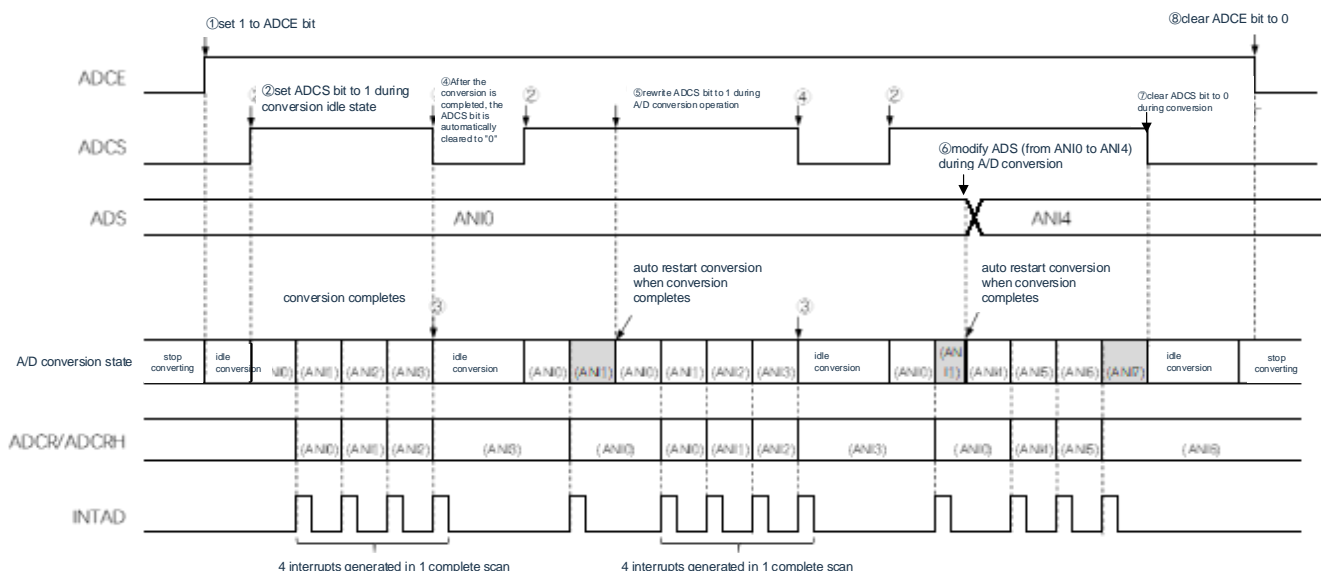 ①set 1 to ADCE bit
⑧clear ADCE bit to 0
ADCE
②set ADCS bit to 1 during
conversion idle state
④After the
conversion is
completed, the
ADCS bit is
automatically
cleared to "0"
②
⑤rewrite ADCS bit to 1 during
A/D conversion operation
④
②
⑦clear ADCS bit to 0
during conversion
ADCS
⑥modify ADS (from ANI0 to ANI4)
during A/D conversion
ADS
ANI0
ANI4
conversion completes
③
auto restart conversion
when conversion
completes
③
auto restart conversion
when conversion
completes
A/D conversion state
stop
converting
idle
conversion
(ANI1)
(ANI2)
(ANI3)
idle
conversion
(ANI0)
(ANI1)
(ANI0)
(ANI1)
(ANI2)
(ANI3)
idle
conversion
(ANI0)
(ANI4)
(ANI5)
(ANI6)
(ANI7)
idle
conversion
stop
converting
ADCR/ADCRH
(ANI0)
(ANI1)
(ANI2)
(ANI3)
(ANI0)
(ANI0)
(ANI1)
(ANI2)
(ANI3)
(ANI0)
(ANI4)
(ANI5)
(ANI6)
INTAD
4 interrupts generated in 1 complete scan
4 interrupts generated in 1 complete scan